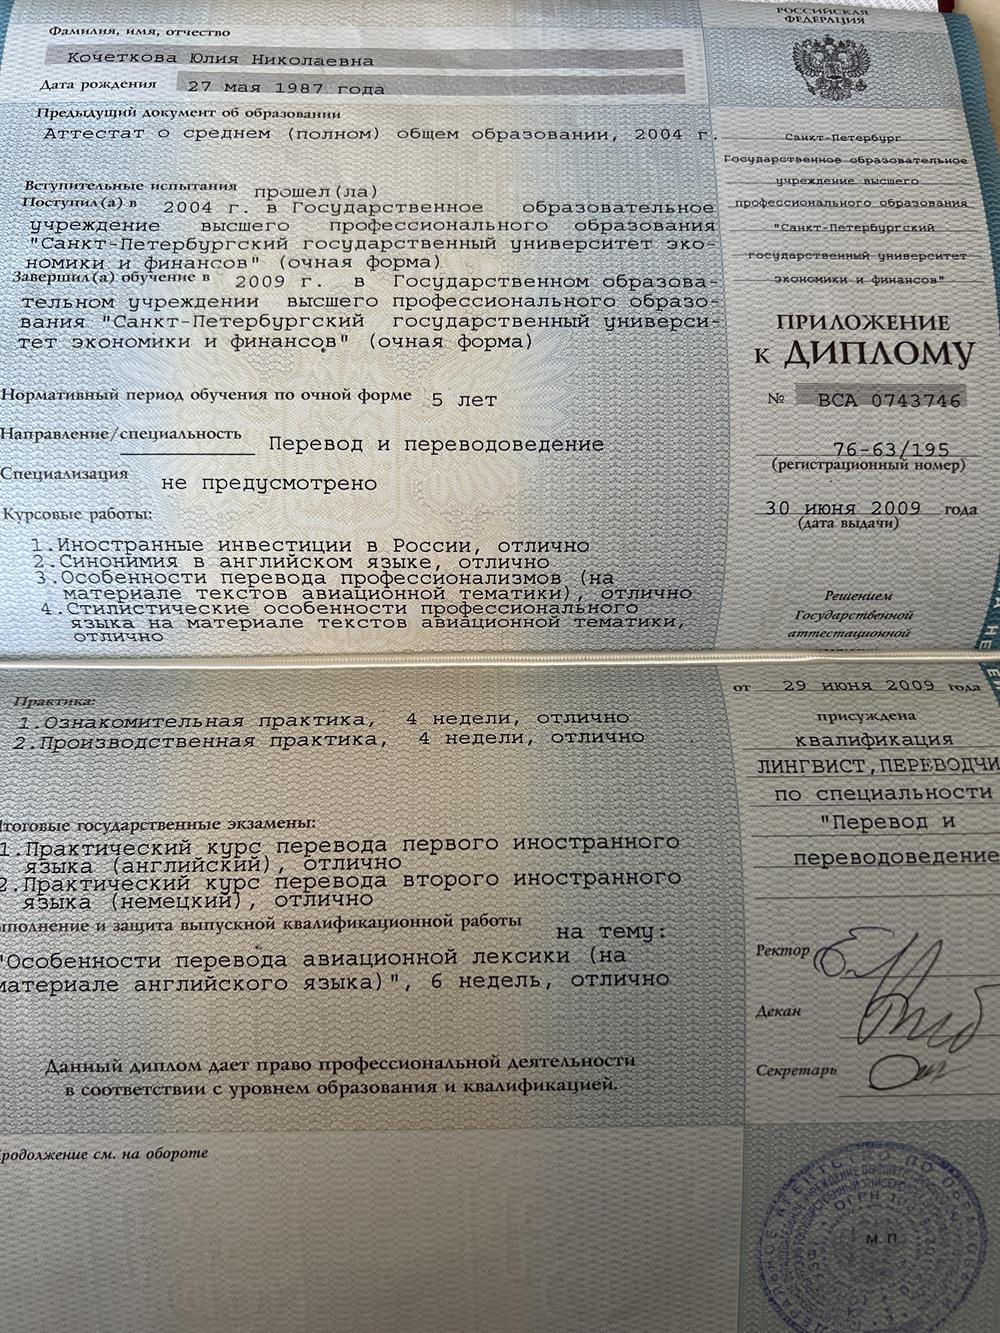 Фамилия, имя, отчество
Кочеткова Юлия Николаевна
Дата рождения 27 мая 1987 года
Предыдущий документ об образовании
Аттестат о среднем (полном) общем образовании, 2004 г.
Вступительные испытания прошел(ла)
Поступил(а) в 2004 г. в Государственное образовательное
учреждение высшего профессионального образования
"Санкт-Петербургский государственный университет эко-
номики и финансов" (очная форма)
Завершил(а) обучение в 2009 г. в Государственном образова-
тельном учреждении высшего профессионального образо-
вания "Санкт-Петербургский государственный универси-
тет экономики и финансов" (очная форма)
Нормативный период обучения по очной форме 5 лет
Направление/специальность Перевод и переводоведение
Специализация не предусмотрено
Курсовые работы:
1.Иностранные инвестиции в России, отлично
2.Синонимия в английском языке, отлично
3.Особенности перевода профессионализмов (на
материале текстов авиационной тематики), отлично
4.Стилистические особенности профессионального
языка на материале текстов авиационной тематики,
отлично
РОССИЙСКАЯ
ФЕДЕРАЦИЯ
Санкт-Петербург
Государственное образовательное
учреждение высшего
профессионального образования
"Санкт-Петербургский
государственный университет
экономики и финансов"
ПРИЛОЖЕНИЕ
к ДИПЛОМУ
№ ВСА 0743746
76-63/195
(регистрационный номер)
30 июня 2009 года
(дата выдачи)
Решением
Государственной
аттестационной
Практика:
1.Ознакомительная практика, 4 недели, отлично
2.Производственная практика, 4 недели, отлично
тоговые государственные экзамены:
1.Практический курс перевода первого иностранного
языка (английский), отлично
2.Практический курс перевода второго иностранного
языка (немецкий), отлично
полнение и защита выпускной квалификационной работы на тему:
"Особенности перевода авиационной лексики (на
материале английского языка)", 6 недель, отлично
Данный диплом дает право профессиональной деятельности
в соответствии с уровнем образования и квалификацией.
родолжение см. на обороте
от 29 июня 2009 года
присуждена
квалификация
ЛИНГВИСТ,ПЕРЕВОДЧИ
по специальности
"Перевод и
переводоведение
Ректор
Декан
Секретарь
М.П.